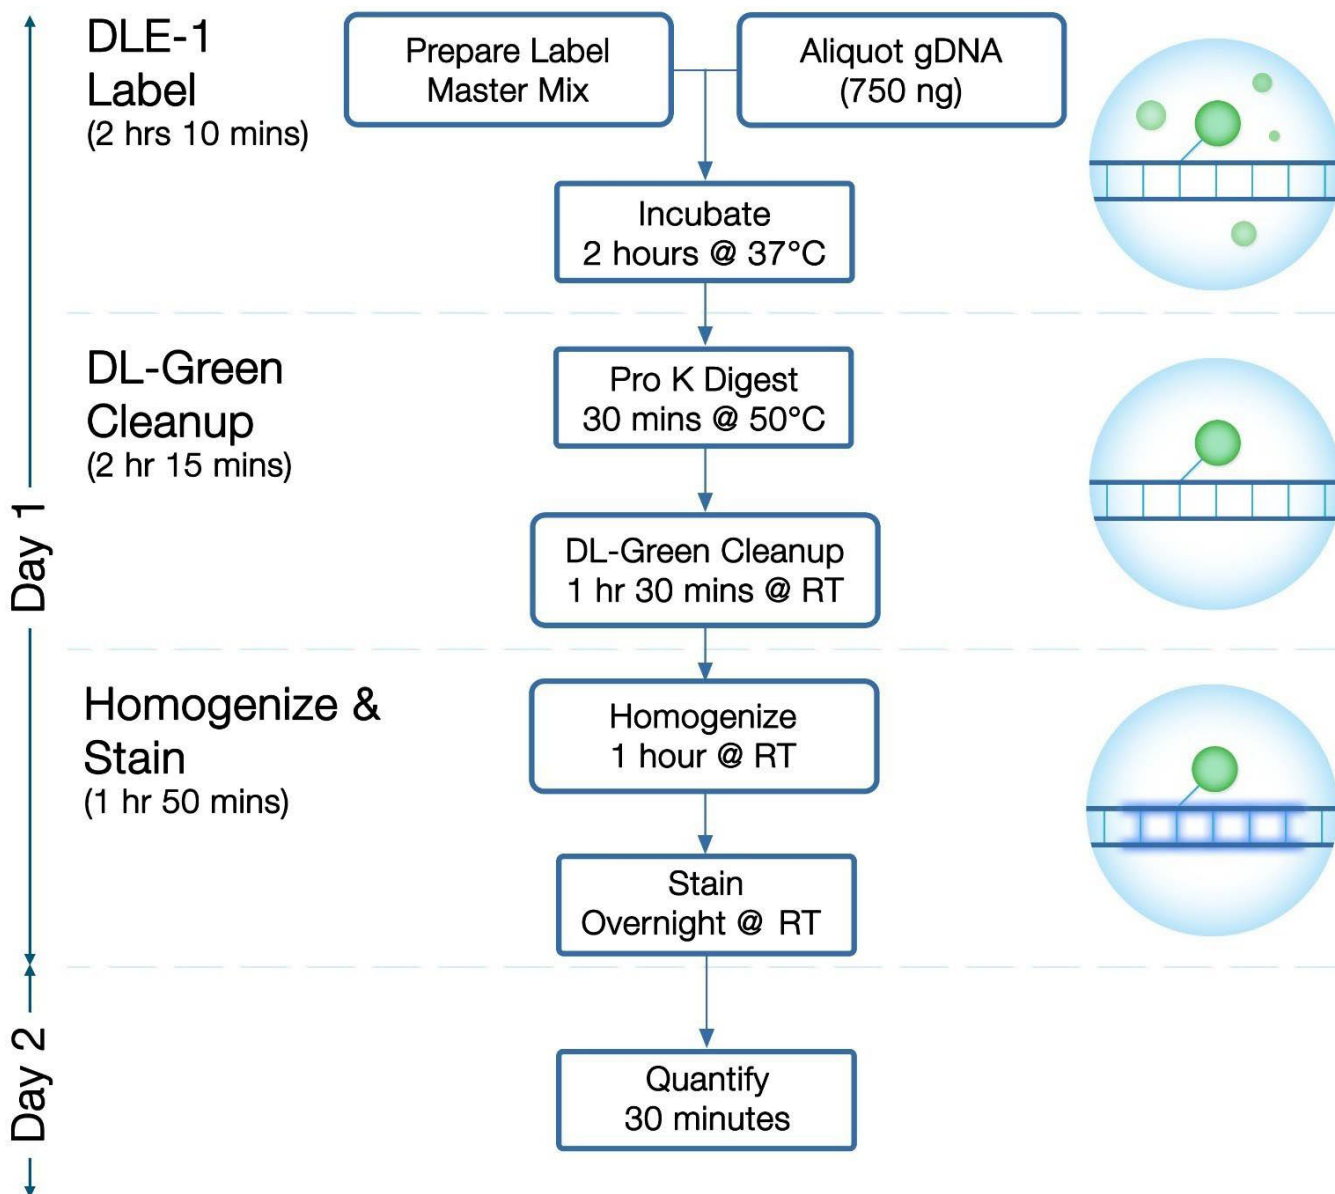 DLE-1
Label
(2 hrs 10 mins)
Prepare Label
Master Mix
Aliquot gDNA
(750 ng)
Incubate
2 hours @ 37°C
DL-Green
Cleanup
(2 hr 15 mins)
Pro K Digest
30 mins @ 50°C
DL-Green Cleanup
1 hr 30 mins @ RT
Day 1
Homogenize &
Stain
(1 hr 50 mins)
Homogenize
1 hour @ RT
Stain
Overnight @ RT
Day 2
Quantify
30 minutes